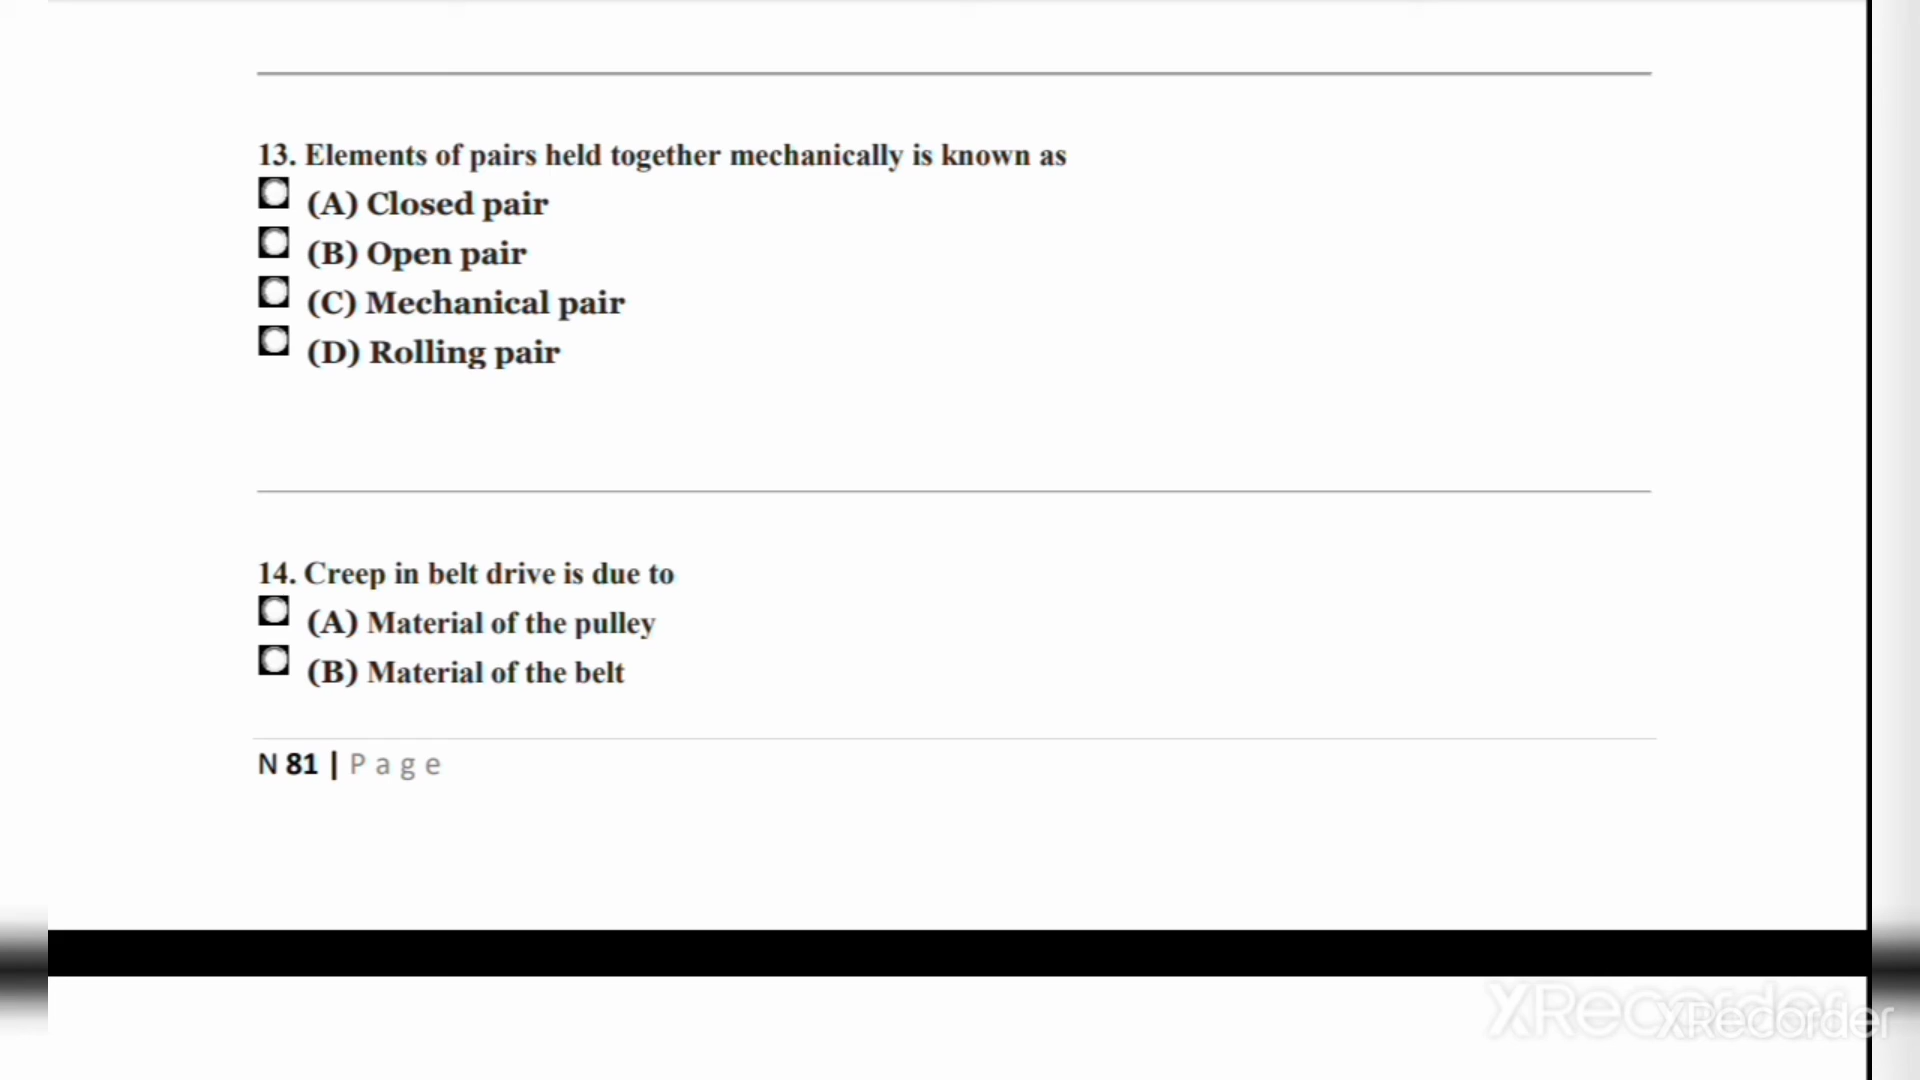 13. Elements of pairs held together mechanically is known as
(A) Closed pair
(B) Open pair
(C) Mechanical pair
(D) Rolling pair
14. Creep in belt drive is due to
(A) Material of the pulley
(B) Material of the belt
N 81 | Page
XRecorder
XRecorder